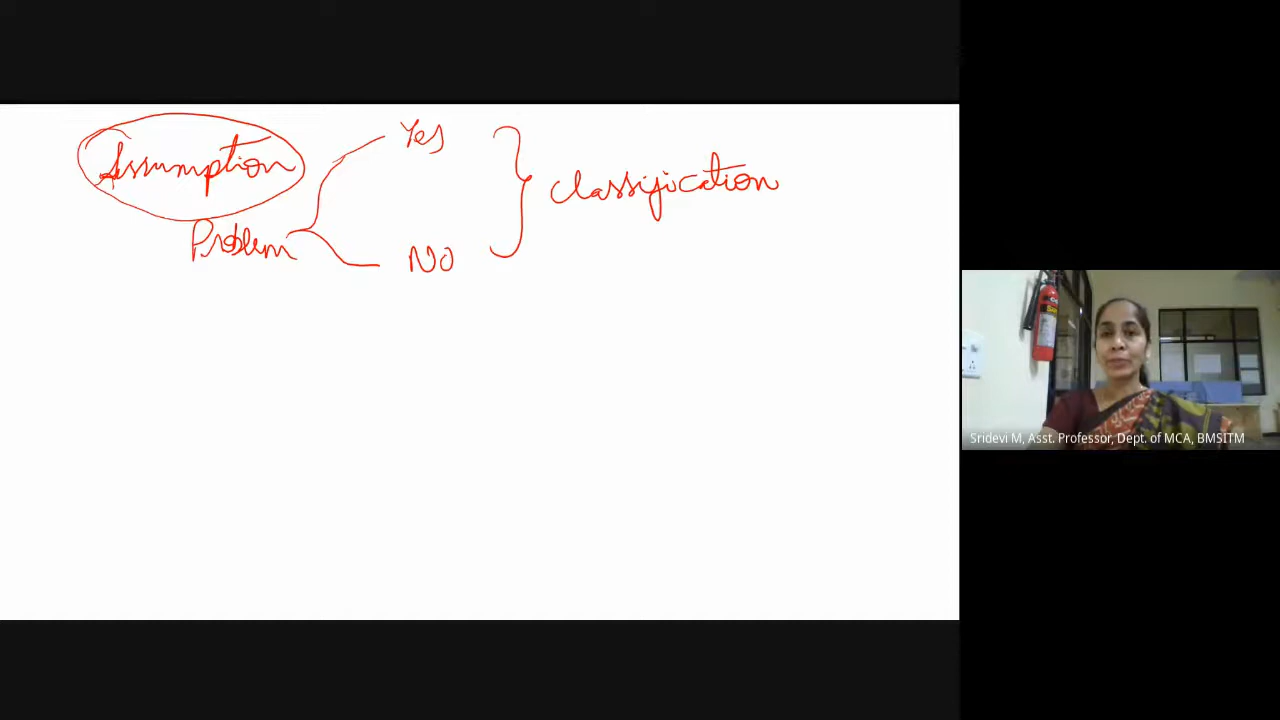 Assumption
Problem
Yes
No
classification
Sridevi M, Asst. Professor, Dept. of MCA, BMSITM